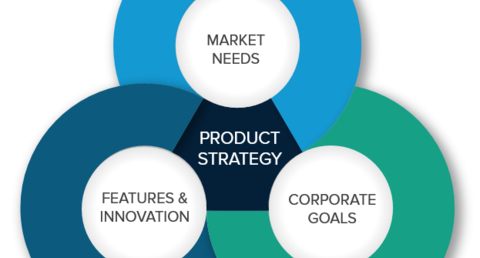 MARKET
NEEDS
PRODUCT
STRATEGY
FEATURES &
INNOVATION
CORPORATE
GOALS